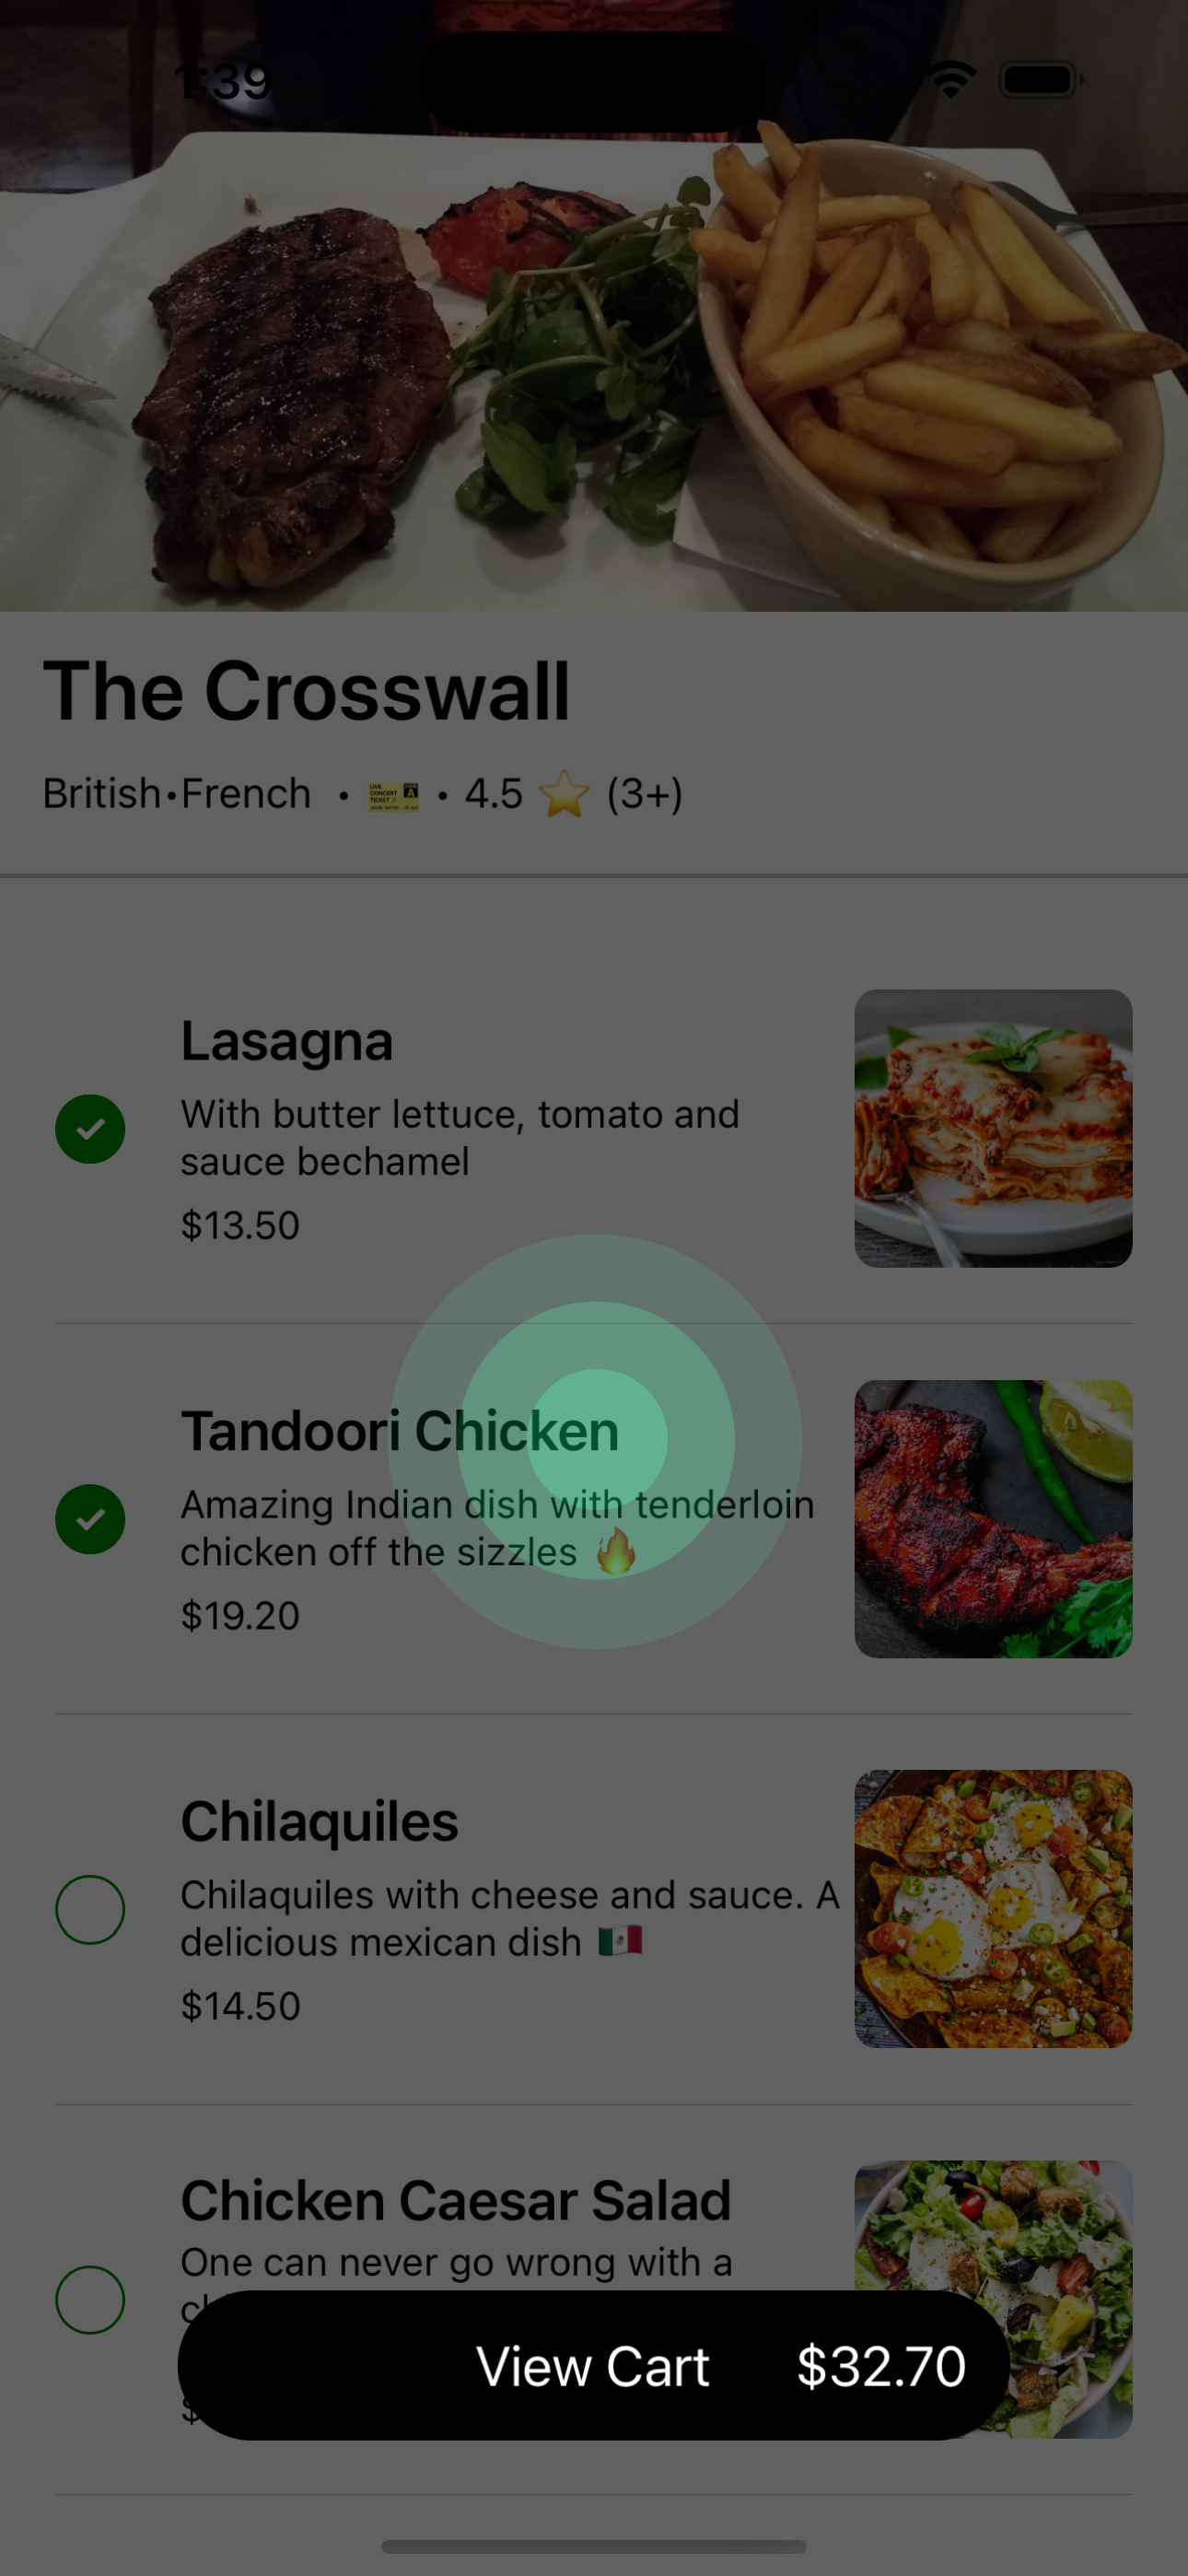 1:39
The Crosswall
British•French • 🎫 • 4.5 ⭐ (3+)
Lasagna
With butter lettuce, tomato and
sauce bechamel
$13.50
Tandoori Chicken
Amazing Indian dish with tenderloin
chicken off the sizzles 🔥
$19.20
Chilaquiles
Chilaquiles with cheese and sauce. A
delicious mexican dish 🇲🇽
$14.50
Chicken Caesar Salad
One can never go wrong with a
View Cart $32.70